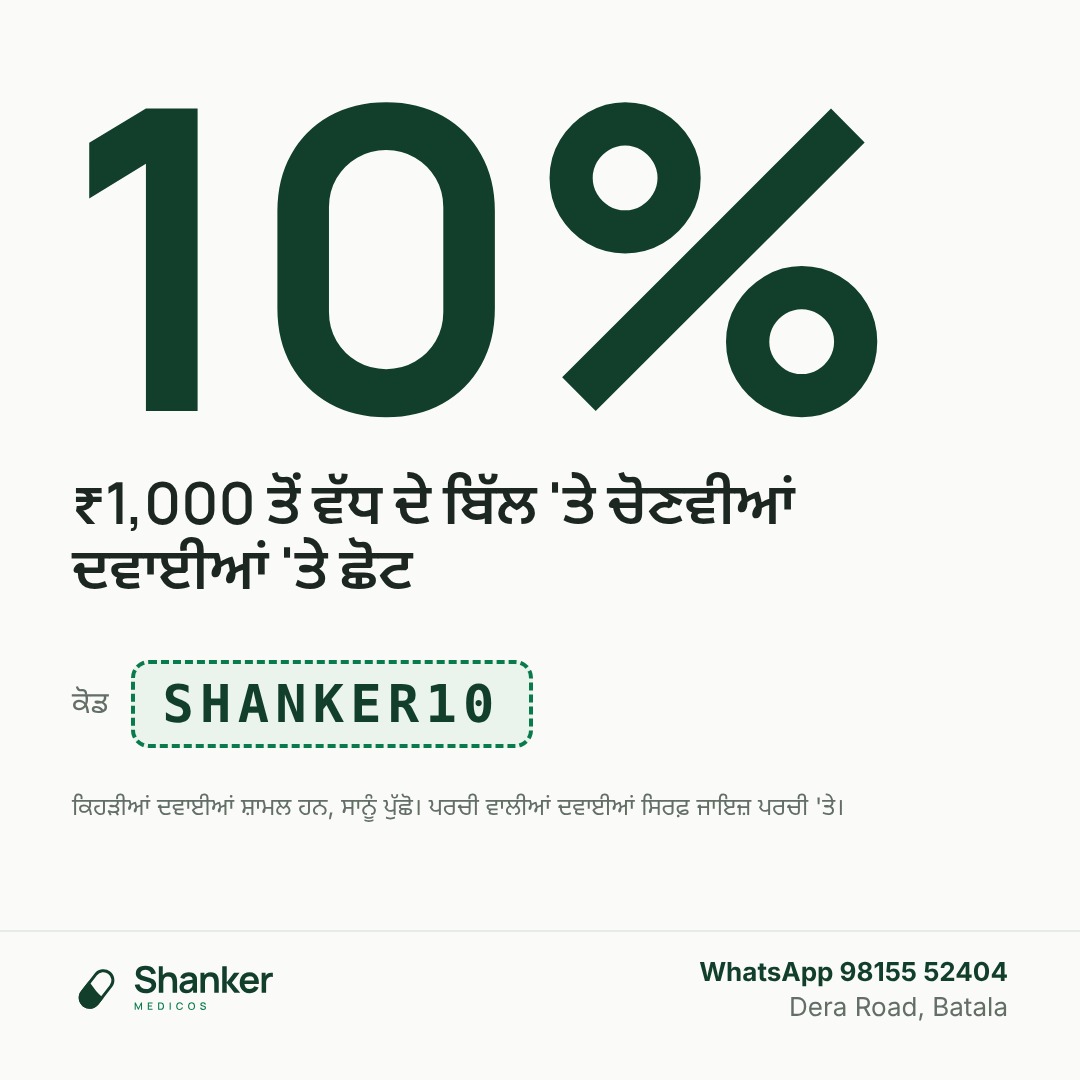 10%
₹1,000 ਤੋਂ ਵੱਧ ਦੇ ਬਿੱਲ 'ਤੇ ਚੋਣਵੀਆਂ
ਦਵਾਈਆਂ 'ਤੇ ਛੋਟ
ਕੋਡ SHANKER10
ਕਿਹੜੀਆਂ ਦਵਾਈਆਂ ਸ਼ਾਮਲ ਹਨ, ਸਾਨੂੰ ਪੁੱਛੋ। ਪਰਚੀ ਵਾਲੀਆਂ ਦਵਾਈਆਂ ਸਿਰਫ਼ ਜਾਇਜ਼ ਪਰਚੀ 'ਤੇ।
Shanker
MEDICOS
WhatsApp 98155 52404
Dera Road, Batala